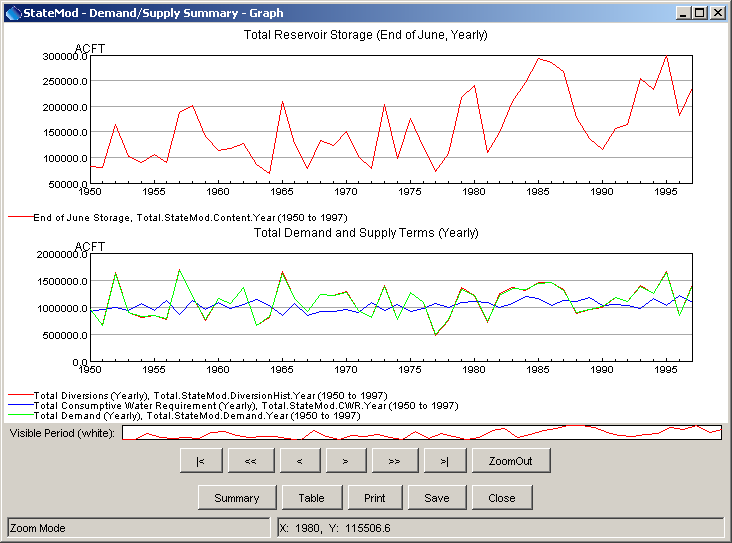 StateMod - Demand/Supply Summary - Graph
Total Reservoir Storage (End of June, Yearly)
ACFT
300000.0
250000.0
200000.0
150000.0
100000.0
50000.0
1950 1955 1960 1965 1970 1975 1980 1985 1990 1995
End of June Storage, Total.StateMod.Content.Year (1950 to 1997)
Total Demand and Supply Terms (Yearly)
ACFT
2000000.0
1500000.0
1000000.0
500000.0
0.0
1950 1955 1960 1965 1970 1975 1980 1985 1990 1995
Total Diversions (Yearly), Total.StateMod.DiversionHist.Year (1950 to 1997)
Total Consumptive Water Requirement (Yearly), Total.StateMod.CWR.Year (1950 to 1997)
Total Demand (Yearly), Total.StateMod.Demand.Year (1950 to 1997)
Visible Period (white):
|< << < > >> >| ZoomOut
Summary Table Print Save Close
Zoom Mode X: 1980, Y: 115506.6